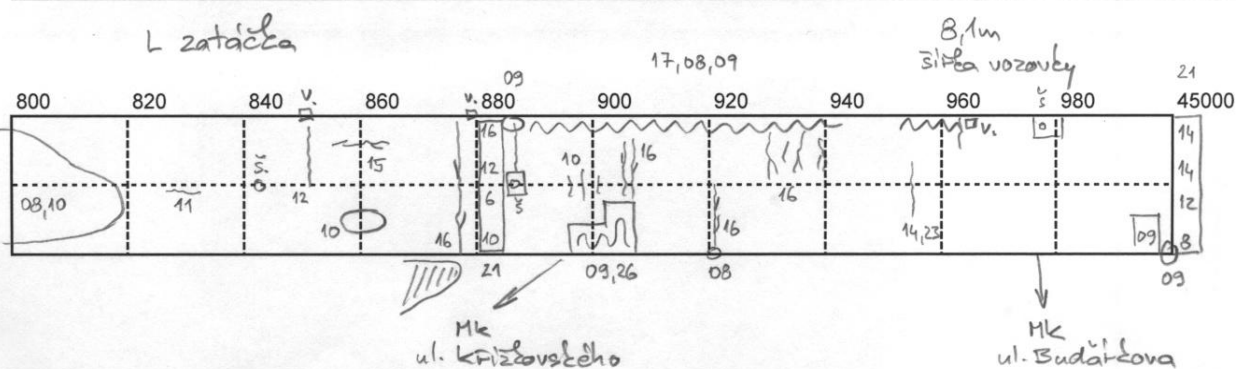 L zatáčka
8,1m
šířka vozovky
17,08,09
09
21
800 820 840 860 880 900 920 940 960 980 45000
v. v. š
v.
16 14
15 12 10 16 14
08,10 11 š. 12 6 š 16 12
10 16 10 16 14,23 09 8
21 09,26 08 09
Mk
ul. Křížkovského
Mk
ul. Budárkova